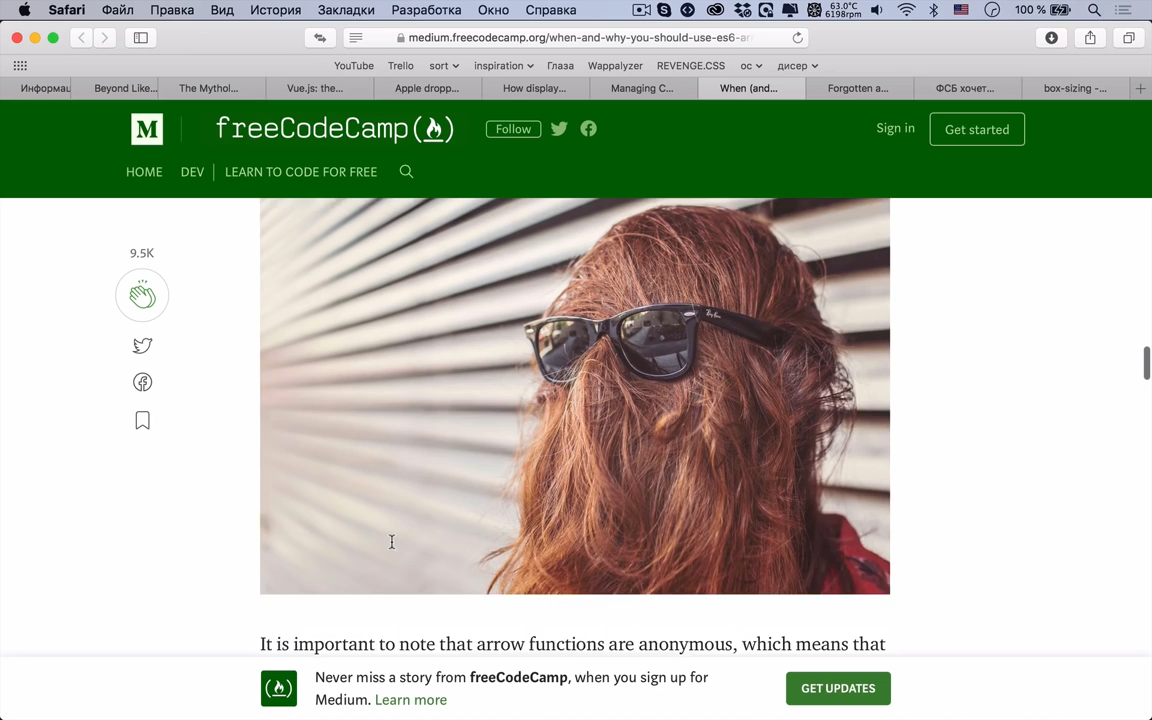 Safari Файл Правка Вид История Закладки Разработка Окно Справка 63.0°C 6198rpm 100 %
medium.freecodecamp.org/when-and-why-you-should-use-es6-arr
YouTube Trello sort inspiration Глаза Wappalyzer REVENGE.CSS ос дисер
Информац Beyond Like... The Mythol... Vue.js: the... Apple dropp... How display... Managing C... When (and... Forgotten a... ФСБ хочет... box-sizing -...
M freeCodeCamp Follow Sign in Get started
HOME DEV LEARN TO CODE FOR FREE
9.5K
Ray-Ban
It is important to note that arrow functions are anonymous, which means that
Never miss a story from freeCodeCamp, when you sign up for
Medium. Learn more
GET UPDATES